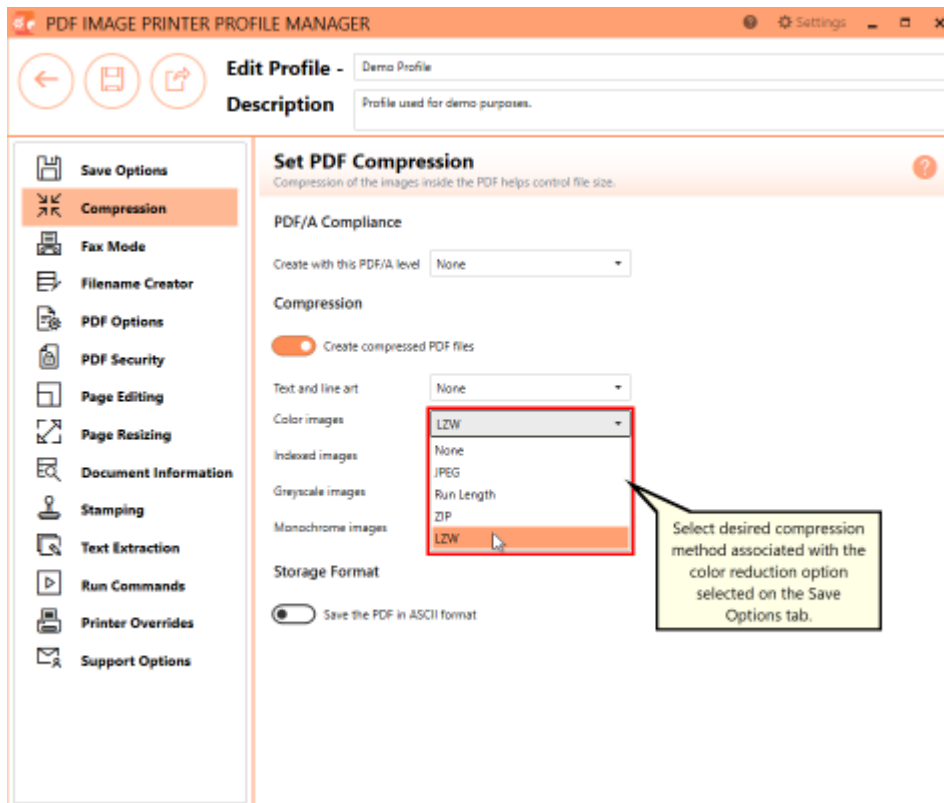 PDF IMAGE PRINTER PROFILE MANAGER
Settings
Edit Profile -
Demo Profile
Description
Profile used for demo purposes.
Save Options
Compression
Fax Mode
Filename Creator
PDF Options
PDF Security
Page Editing
Page Resizing
Document Information
Stamping
Text Extraction
Run Commands
Printer Overrides
Support Options
Set PDF Compression
Compression of the images inside the PDF helps control file size.
?
PDF/A Compliance
Create with this PDF/A level
None
Compression
Create compressed PDF files
Text and line art
None
Color images
LZW
Indexed images
Greyscale images
Monochrome images
None
JPEG
Run Length
ZIP
LZW
Storage Format
Save the PDF in ASCII format
Select desired compression
method associated with the
color reduction option
selected on the Save
Options tab.